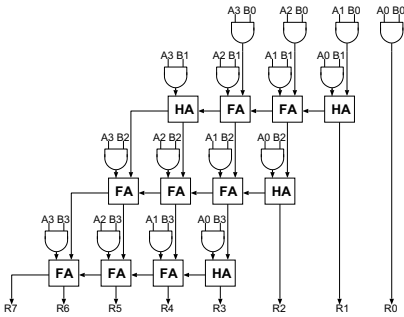 A3 B0 A2 B0 A1 B0 A0 B0
A3 B1 A2 B1 A1 B1 A0 B1
HA FA FA HA
A3 B2 A2 B2 A1 B2 A0 B2
FA FA FA HA
A3 B3 A2 B3 A1 B3 A0 B3
FA FA FA HA
R7 R6 R5 R4 R3 R2 R1 R0